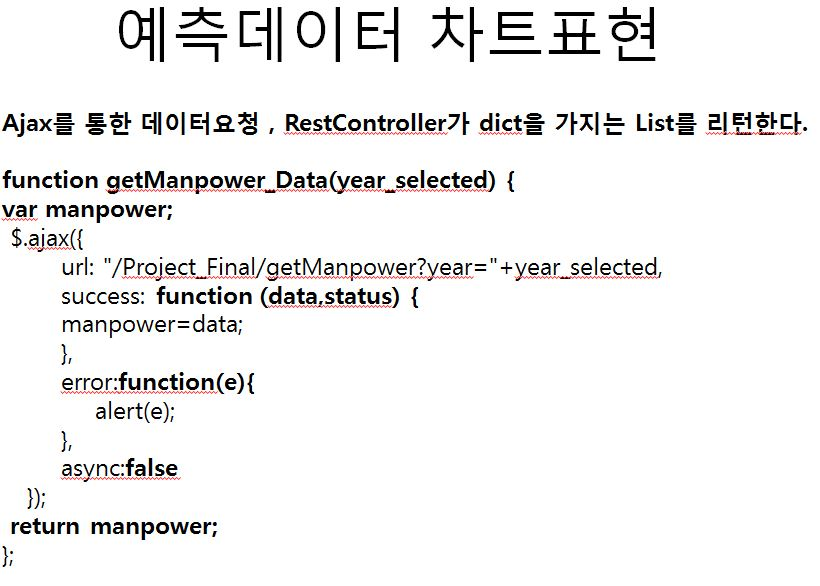 예측데이터 차트표현
Ajax를 통한 데이터요청 , RestController가 dict을 가지는 List를 리턴한다.
function getManpower_Data(year_selected) {
var manpower;
$.ajax({
url: "/Project_Final/getManpower?year="+year_selected,
success: function (data,status) {
manpower=data;
},
error:function(e){
alert(e);
},
async:false
});
return manpower;
};